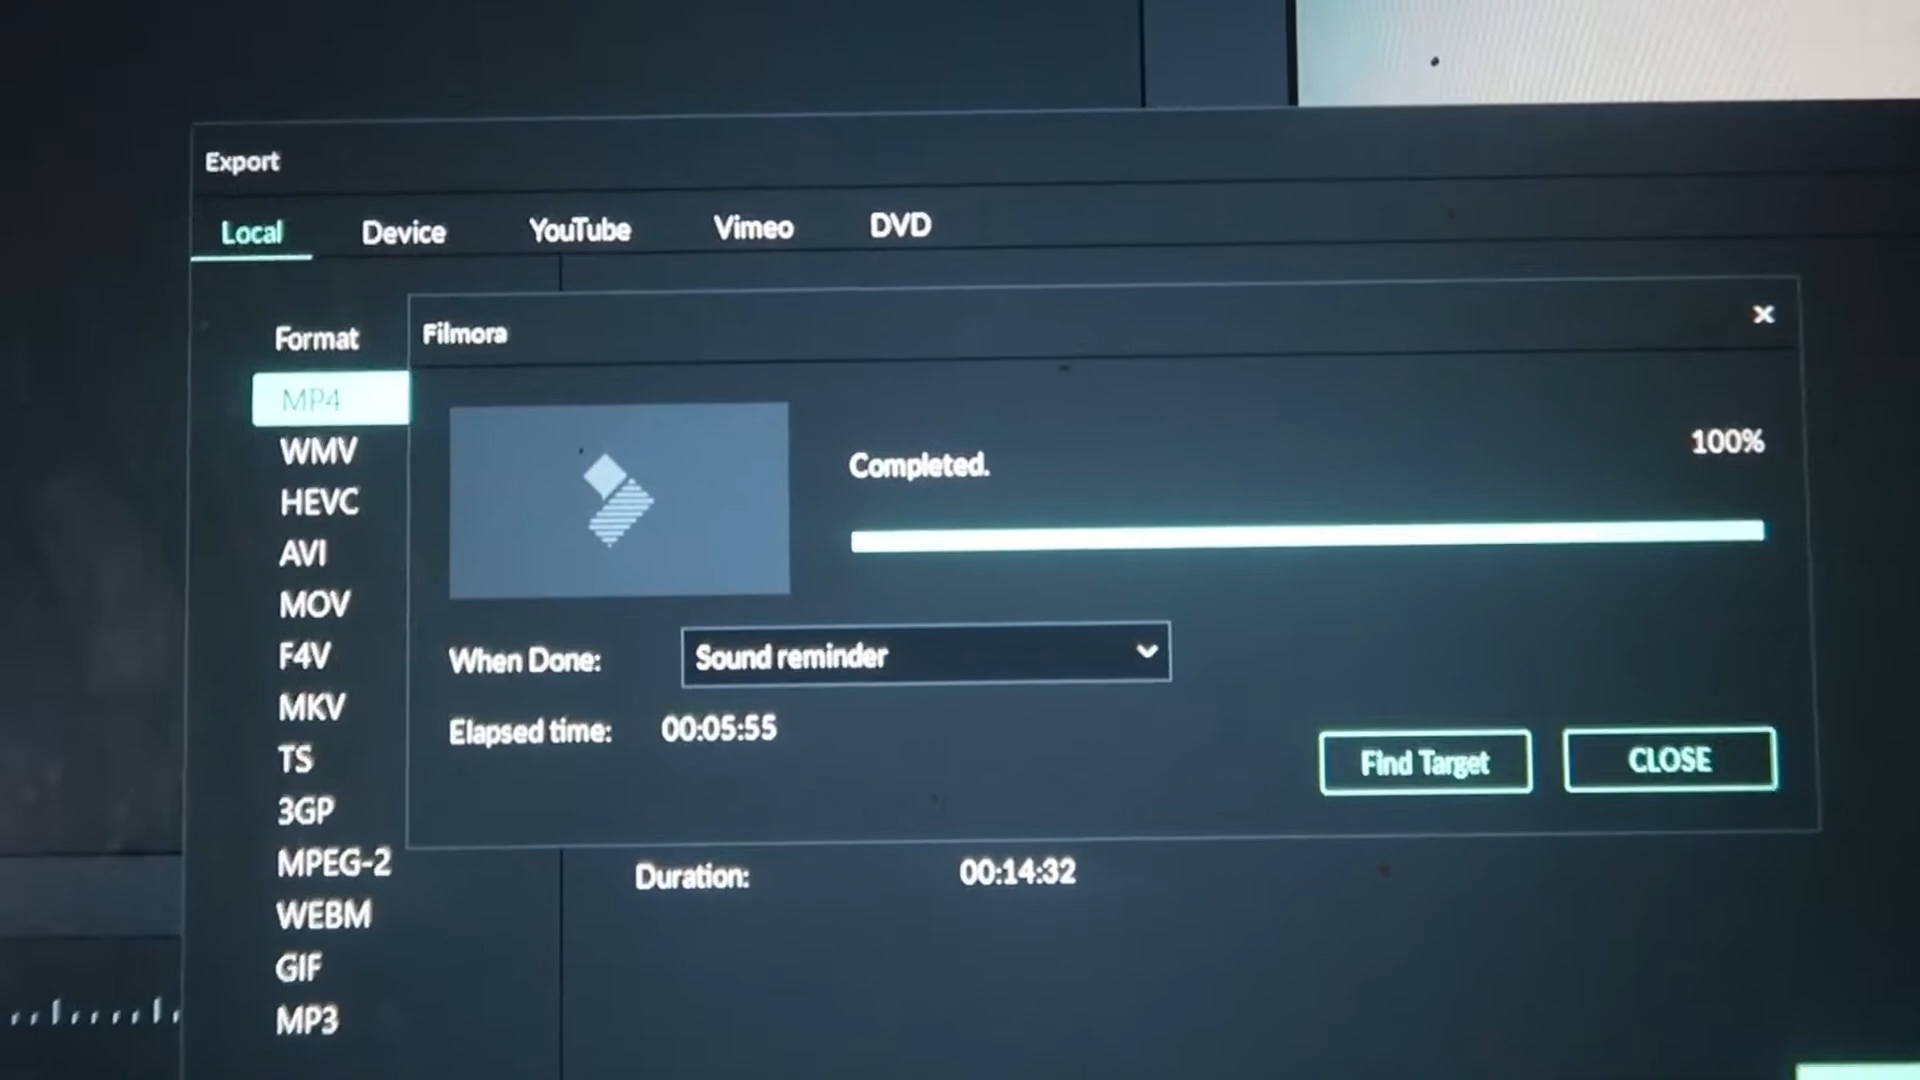 Export
Local Device YouTube Vimeo DVD
Format
MP4
WMV
HEVC
AVI
MOV
F4V
MKV
TS
3GP
MPEG-2
WEBM
GIF
MP3
Filmora
Completed.
100%
When Done: Sound reminder
Elapsed time: 00:05:55
Find Target CLOSE
Duration: 00:14:32